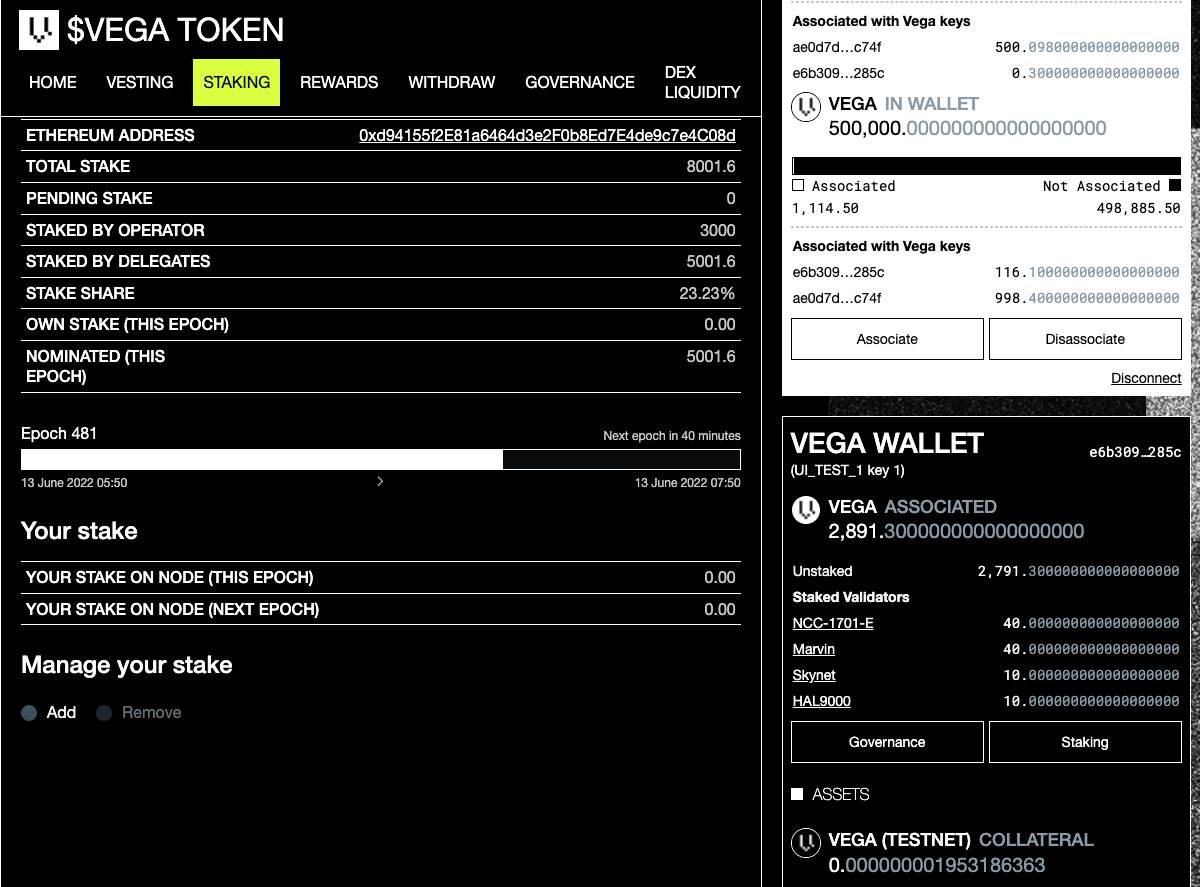 $VEGA TOKEN
HOME VESTING STAKING REWARDS WITHDRAW GOVERNANCE DEX LIQUIDITY
ETHEREUM ADDRESS 0xd94155f2E81a6464d3e2F0b8Ed7E4de9c7e4C08d
TOTAL STAKE 8001.6
PENDING STAKE 0
STAKED BY OPERATOR 3000
STAKED BY DELEGATES 5001.6
STAKE SHARE 23.23%
OWN STAKE (THIS EPOCH) 0.00
NOMINATED (THIS 5001.6
EPOCH)
Epoch 481 Next epoch in 40 minutes
13 June 2022 05:50 13 June 2022 07:50
Your stake
YOUR STAKE ON NODE (THIS EPOCH) 0.00
YOUR STAKE ON NODE (NEXT EPOCH) 0.00
Manage your stake
Add Remove
Associated with Vega keys
ae0d7d…c74f 500.098000000000000000
e6b309…285c 0.300000000000000000
VEGA IN WALLET
500,000.000000000000000000
Associated Not Associated
1,114.50 498,885.50
Associated with Vega keys
e6b309…285c 116.100000000000000000
ae0d7d…c74f 998.400000000000000000
Associate Disassociate
Disconnect
VEGA WALLET e6b309…285c
(UI_TEST_1 key 1)
VEGA ASSOCIATED
2,891.300000000000000000
Unstaked 2,791.300000000000000000
Staked Validators
NCC-1701-E 40.000000000000000000
Marvin 40.000000000000000000
Skynet 10.000000000000000000
HAL9000 10.000000000000000000
Governance Staking
ASSETS
VEGA (TESTNET) COLLATERAL
0.000000001953186363